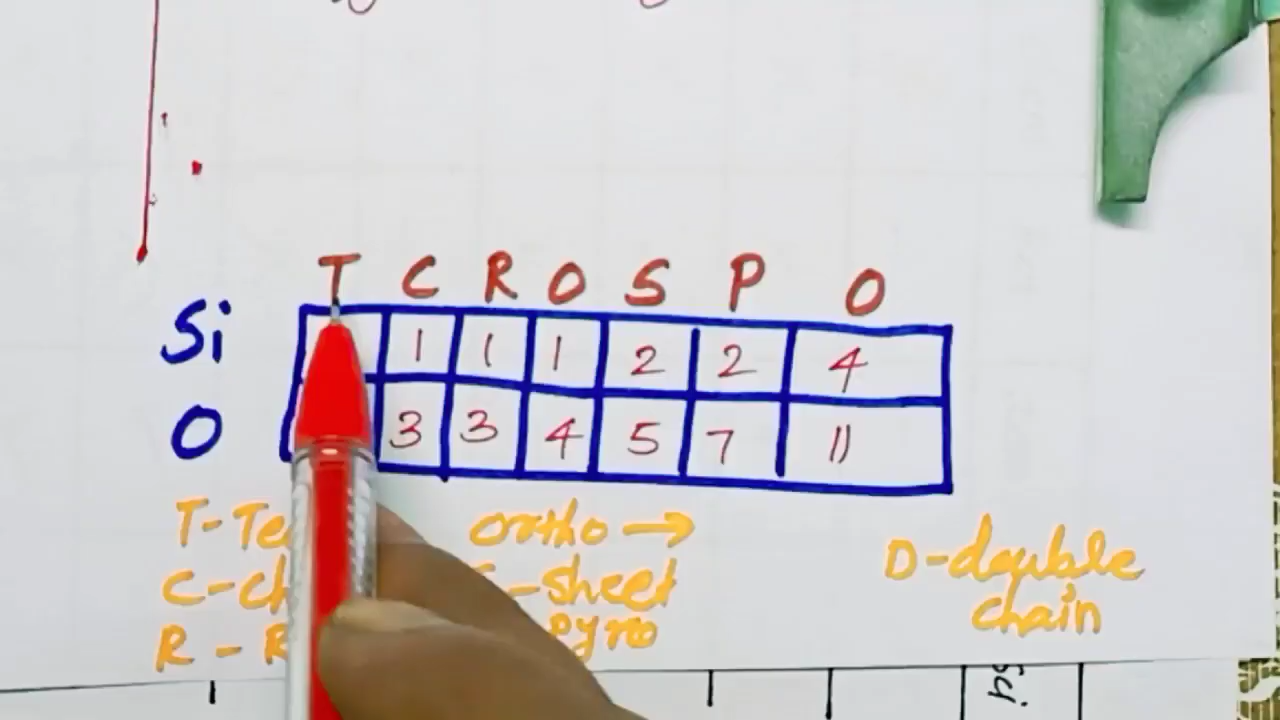 T C R O S P O
Si 1 1 1 2 2 4
O 3 3 4 5 7 11
T-Te ortho →
C-ch -sheet
R-R Pyro
D-double
chain